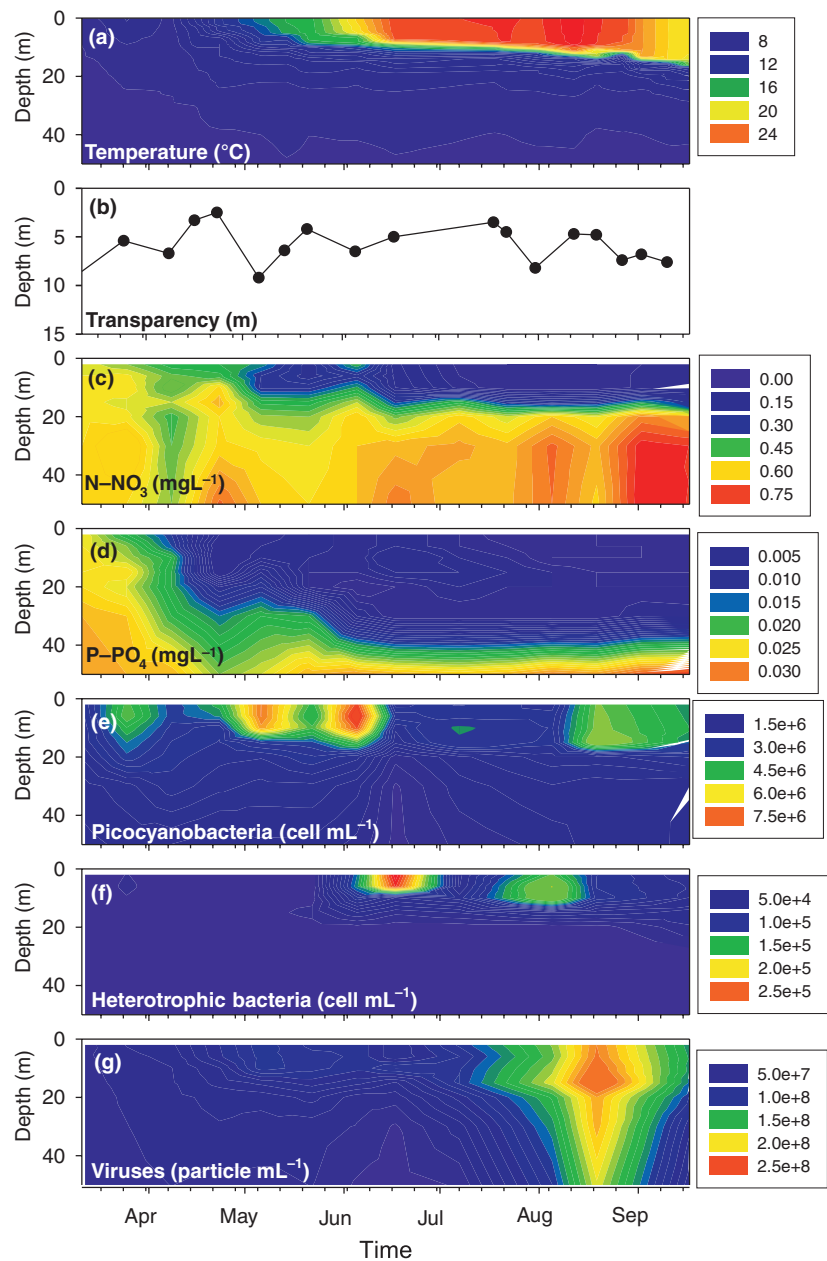 (a)
Temperature (°C)
Depth (m)
0
20
40
8
12
16
20
24
(b)
Transparency (m)
Depth (m)
0
5
10
15
(c)
N–NO₃ (mgL⁻¹)
Depth (m)
0
20
40
0.00
0.15
0.30
0.45
0.60
0.75
(d)
P–PO₄ (mgL⁻¹)
Depth (m)
0
20
40
0.005
0.010
0.015
0.020
0.025
0.030
(e)
Picocyanobacteria (cell mL⁻¹)
Depth (m)
0
20
40
1.5e+6
3.0e+6
4.5e+6
6.0e+6
7.5e+6
(f)
Heterotrophic bacteria (cell mL⁻¹)
Depth (m)
0
20
40
5.0e+4
1.0e+5
1.5e+5
2.0e+5
2.5e+5
(g)
Viruses (particle mL⁻¹)
Depth (m)
0
20
40
5.0e+7
1.0e+8
1.5e+8
2.0e+8
2.5e+8
Apr May Jun Jul Aug Sep
Time